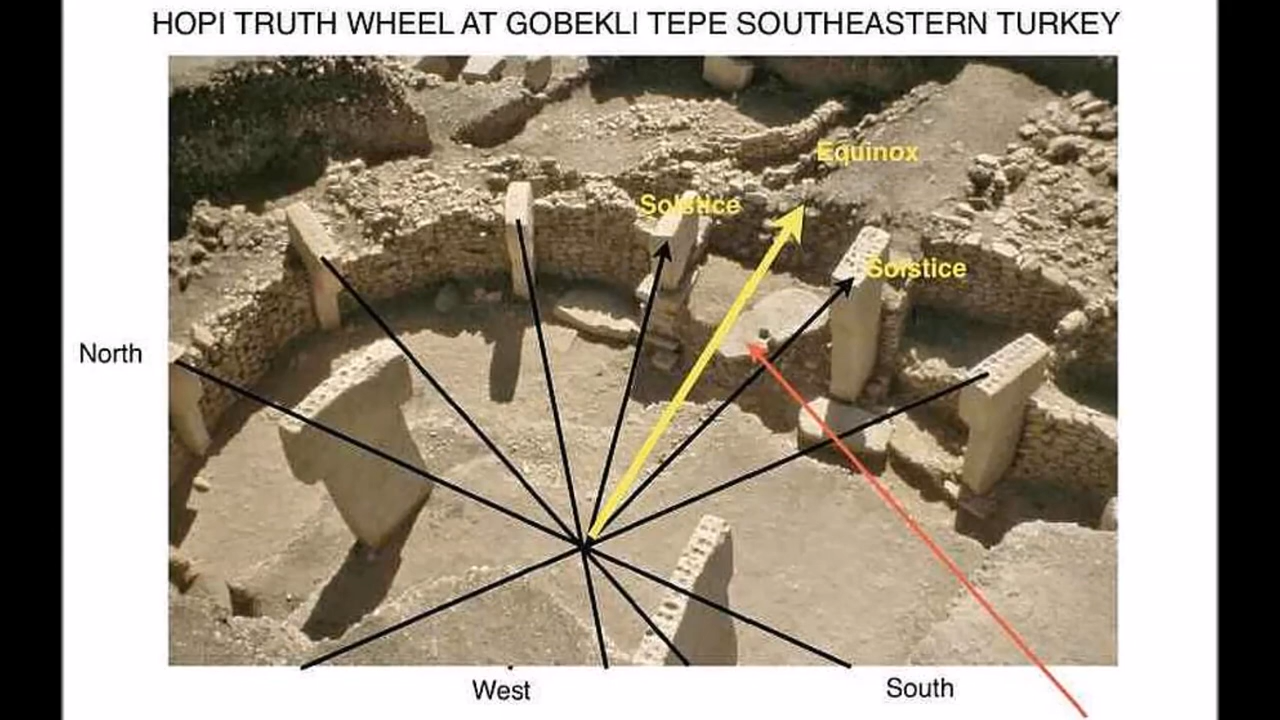 HOPI TRUTH WHEEL AT GOBEKLI TEPE SOUTHEASTERN TURKEY
Equinox
Solstice
Solstice
North
West
South